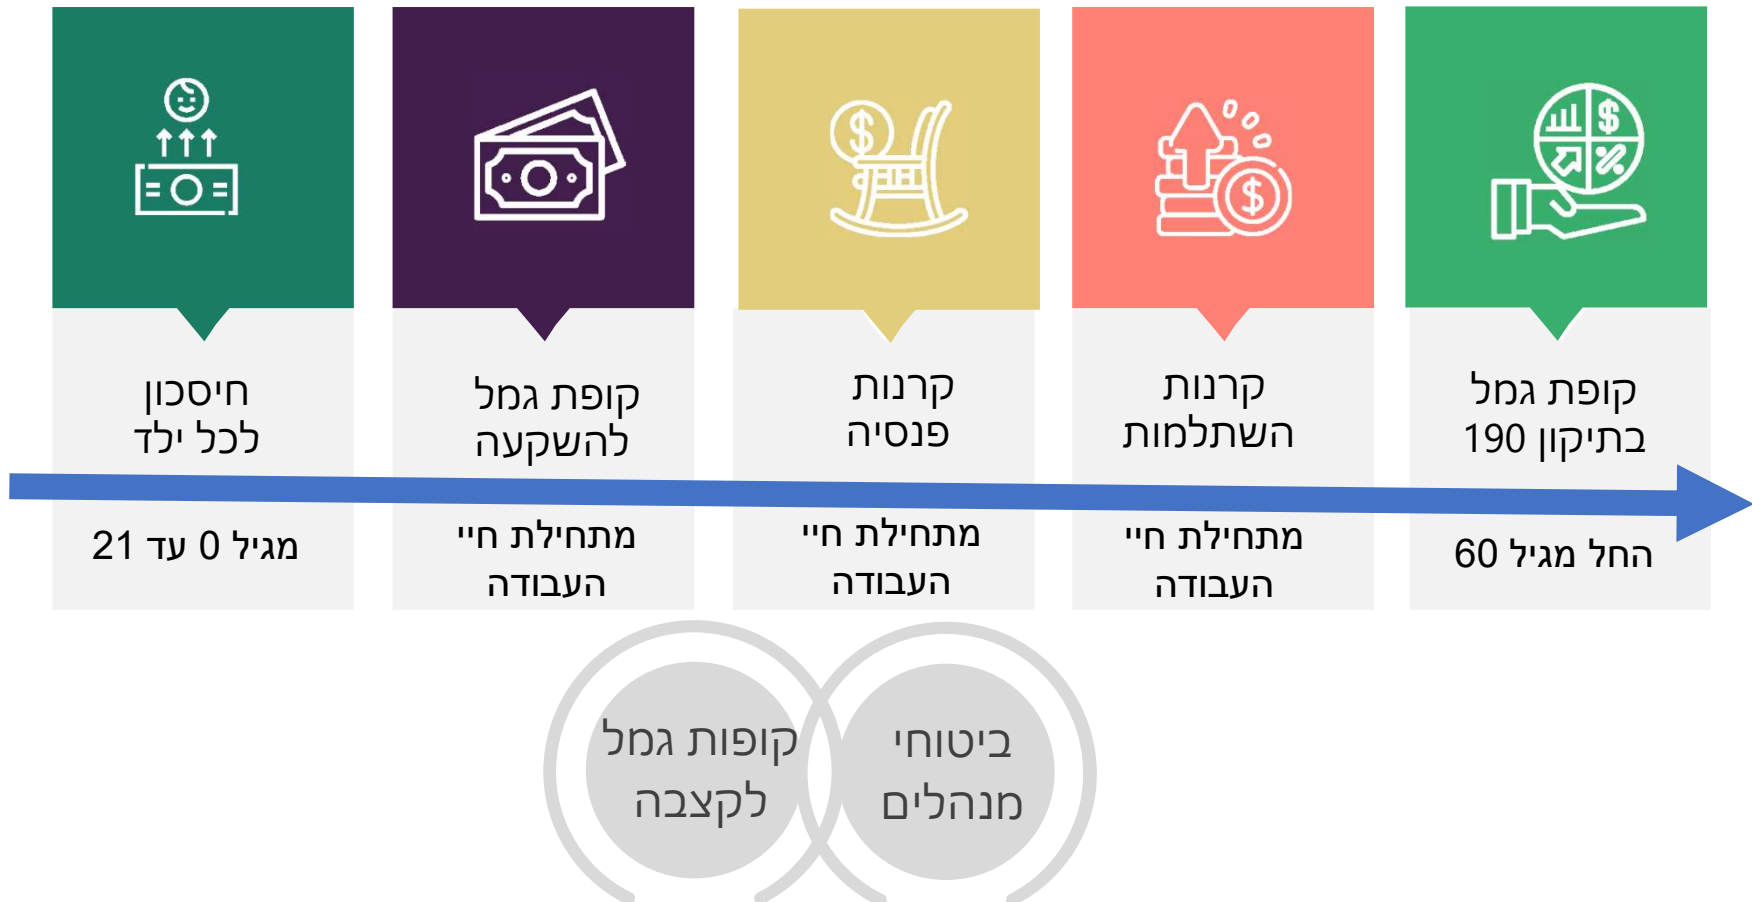 חיסכון
לכל ילד
מגיל 0 עד 21
קופת גמל
להשקעה
מתחילת חיי
העבודה
קרנות
פנסיה
מתחילת חיי
העבודה
קרנות
השתלמות
מתחילת חיי
העבודה
קופת גמל
בתיקון 190
החל מגיל 60
קופות גמל
לקצבה
ביטוחי
מנהלים